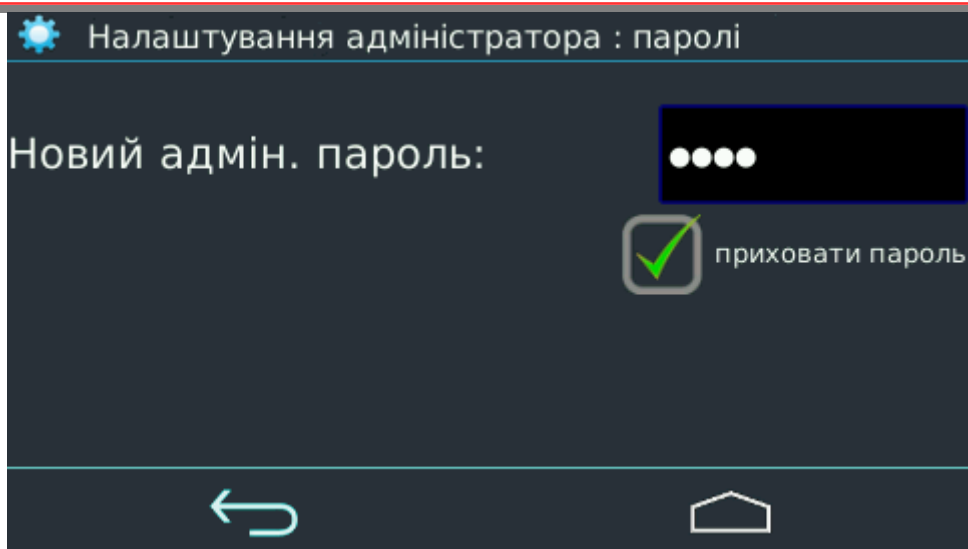 Налаштування адміністратора : паролі
Новий адмін. пароль:
●●●●
приховати пароль